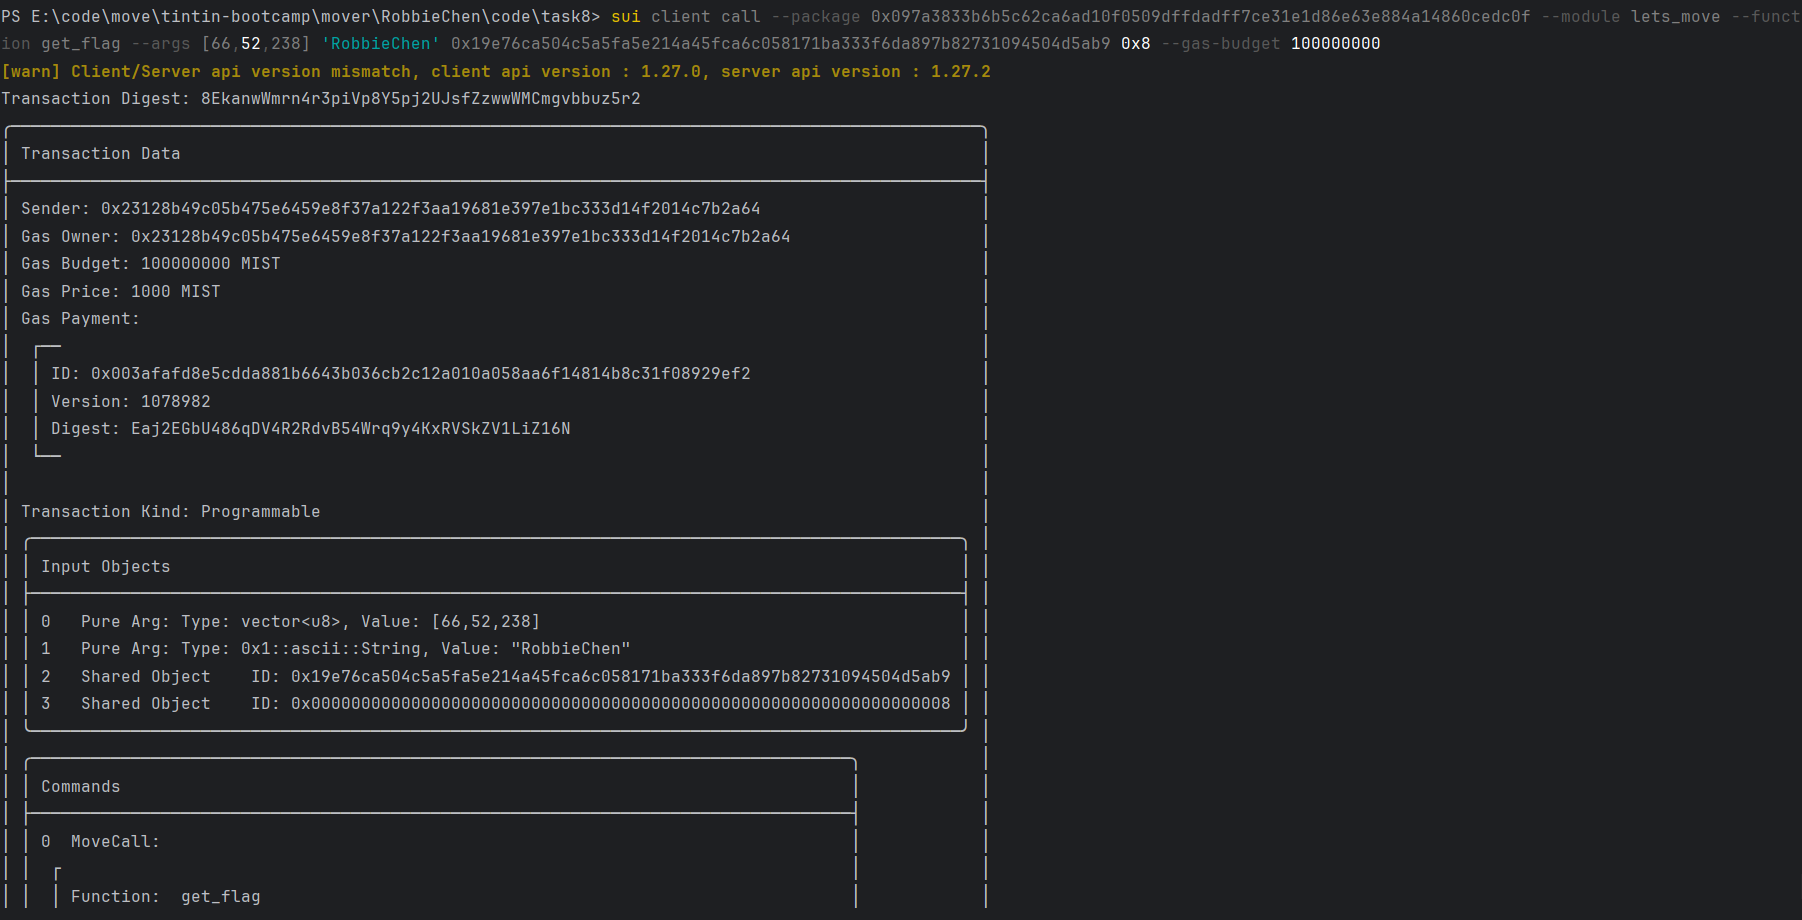 PS E:\code\move\tintin-bootcamp\mover\RobbieChen\code\task8> sui client call --package 0x097a3833b6b5c62ca6ad10f0509dffdadff7ce31e1d86e63e884a14860cedc0f --module lets_move --funct
ion get_flag --args [66,52,238] 'RobbieChen' 0x19e76ca504c5a5fa5e214a45fca6c058171ba333f6da897b82731094504d5ab9 0x8 --gas-budget 100000000
[warn] Client/Server api version mismatch, client api version : 1.27.0, server api version : 1.27.2
Transaction Digest: 8EkanwWmrn4r3piVp8Y5pj2UJsfZzwwWMCmgvbbuz5r2
Transaction Data
Sender: 0x23128b49c05b475e6459e8f37a122f3aa19681e397e1bc333d14f2014c7b2a64
Gas Owner: 0x23128b49c05b475e6459e8f37a122f3aa19681e397e1bc333d14f2014c7b2a64
Gas Budget: 100000000 MIST
Gas Price: 1000 MIST
Gas Payment:
ID: 0x003afafd8e5cdda881b6643b036cb2c12a010a058aa6f14814b8c31f08929ef2
Version: 1078982
Digest: Eaj2EGbU486qDV4R2RdvB54Wrq9y4KxRVSkZV1LiZ16N
Transaction Kind: Programmable
Input Objects
0 Pure Arg: Type: vector<u8>, Value: [66,52,238]
1 Pure Arg: Type: 0x1::ascii::String, Value: "RobbieChen"
2 Shared Object ID: 0x19e76ca504c5a5fa5e214a45fca6c058171ba333f6da897b82731094504d5ab9
3 Shared Object ID: 0x0000000000000000000000000000000000000000000000000000000000000008
Commands
0 MoveCall:
Function: get_flag